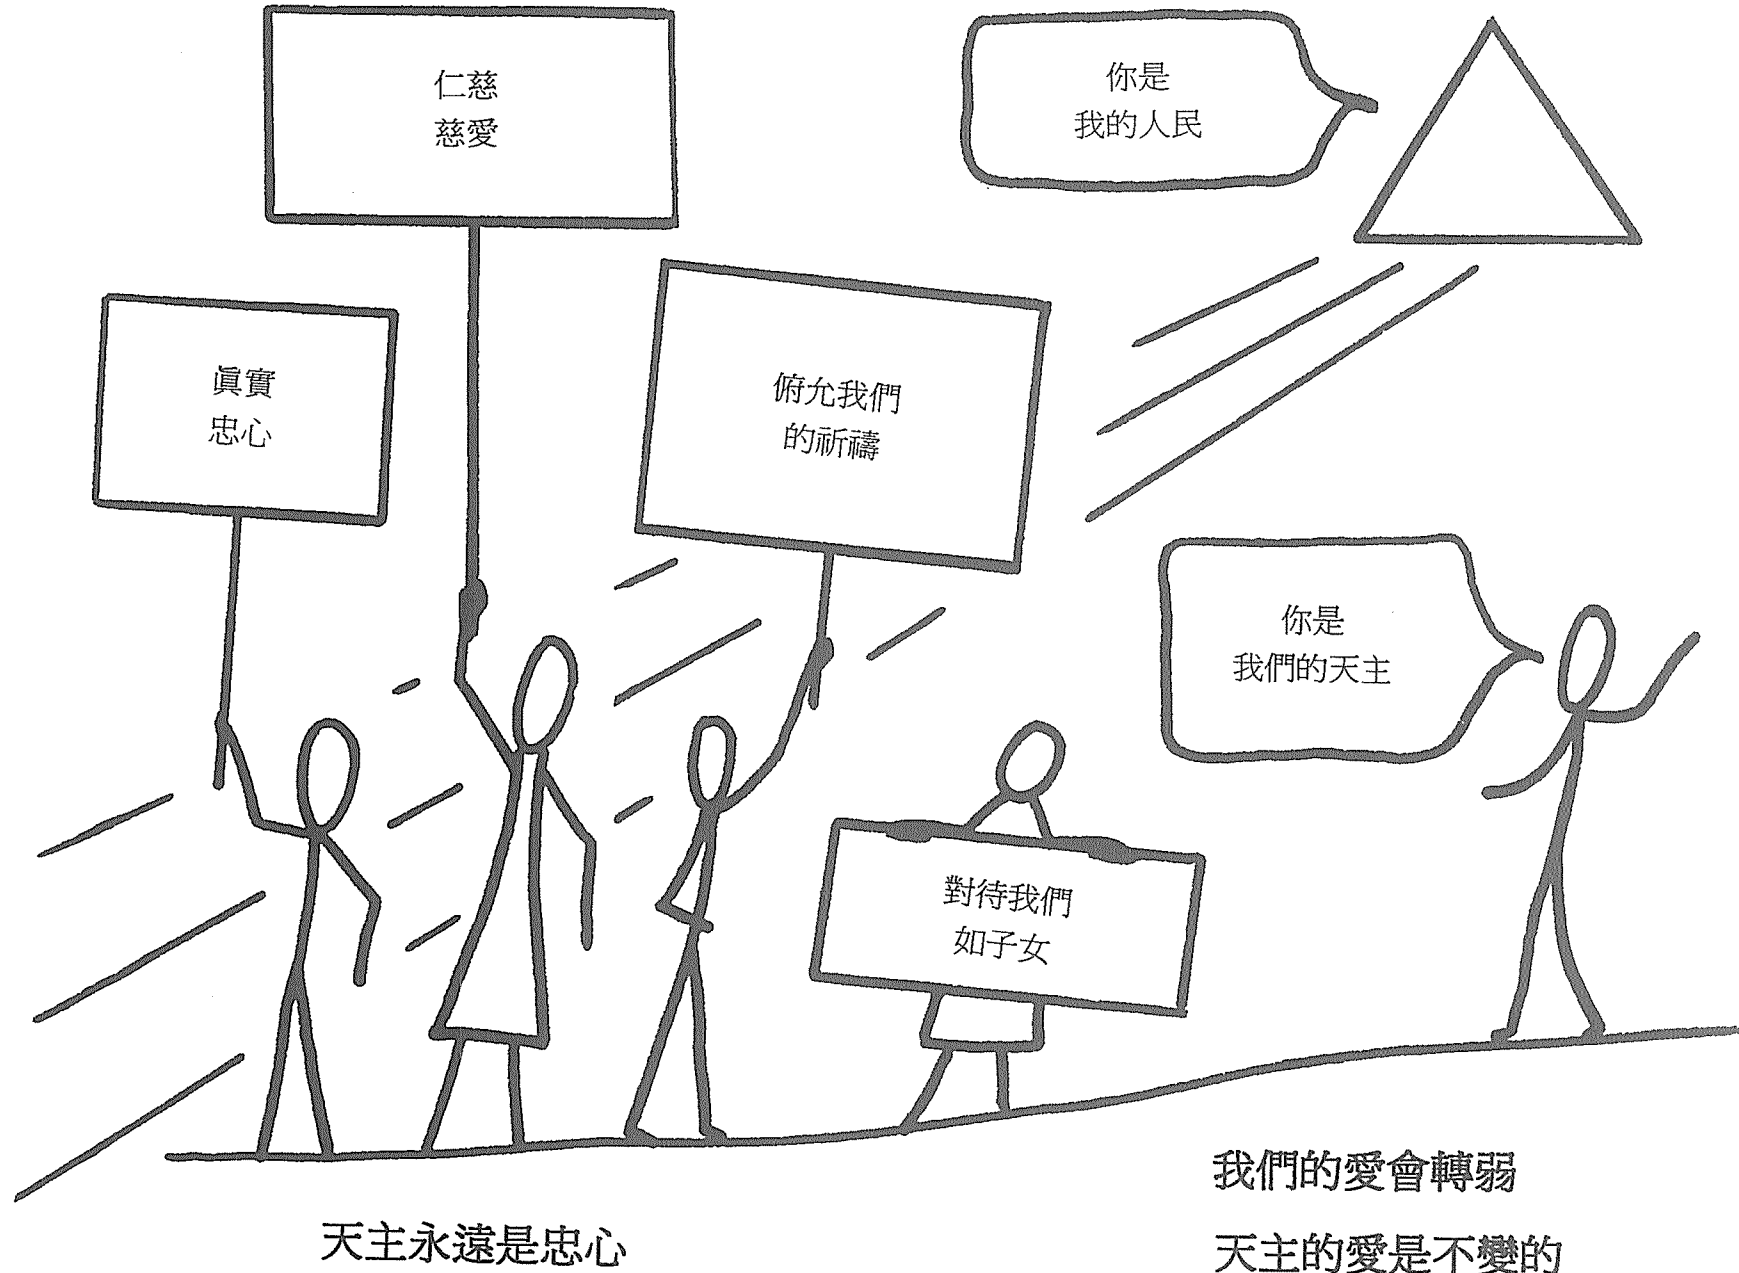 仁慈
慈愛
你是
我的人民
眞實
忠心
俯允我們
的祈禱
你是
我們的天主
對待我們
如子女
我們的愛會轉弱
天主永遠是忠心
天主的愛是不變的